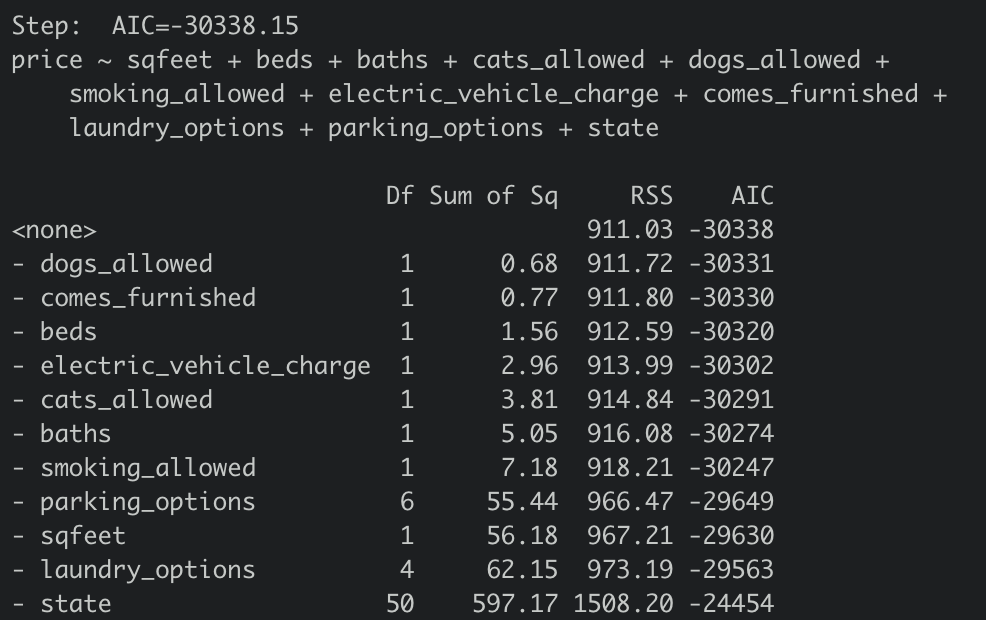 Step:  AIC=-30338.15
price ~ sqfeet + beds + baths + cats_allowed + dogs_allowed +
    smoking_allowed + electric_vehicle_charge + comes_furnished +
    laundry_options + parking_options + state
                          Df Sum of Sq     RSS    AIC
<none>                                  911.03 -30338
- dogs_allowed             1      0.68  911.72 -30331
- comes_furnished          1      0.77  911.80 -30330
- beds                     1      1.56  912.59 -30320
- electric_vehicle_charge  1      2.96  913.99 -30302
- cats_allowed             1      3.81  914.84 -30291
- baths                    1      5.05  916.08 -30274
- smoking_allowed          1      7.18  918.21 -30247
- parking_options          6     55.44  966.47 -29649
- sqfeet                   1     56.18  967.21 -29630
- laundry_options          4     62.15  973.19 -29563
- state                   50    597.17 1508.20 -24454